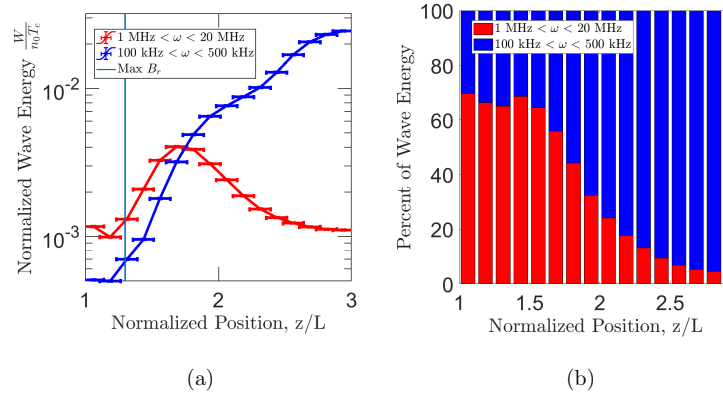 Normalized Wave Energy W/n₀Tₑ
10⁻²
10⁻³
1 MHz < ω < 20 MHz
100 kHz < ω < 500 kHz
Max Bᵣ
1 2 3
Normalized Position, z/L
(a)
Percent of Wave Energy
100
80
60
40
20
0
1 MHz < ω < 20 MHz
100 kHz < ω < 500 kHz
1 1.5 2 2.5
Normalized Position, z/L
(b)